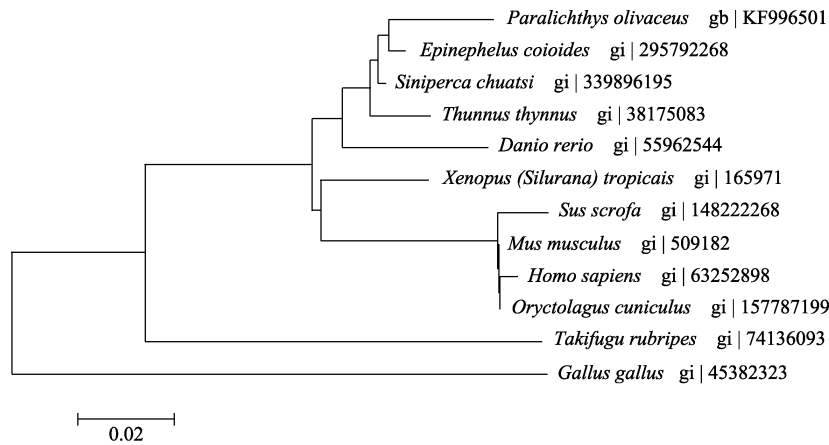 Paralichthys olivaceus gb | KF996501
Epinephelus coioides gi | 295792268
Siniperca chuatsi gi | 339896195
Thunnus thynnus gi | 38175083
Danio rerio gi | 55962544
Xenopus (Silurana) tropicais gi | 165971
Sus scrofa gi | 148222268
Mus musculus gi | 509182
Homo sapiens gi | 63252898
Oryctolagus cuniculus gi | 157787199
Takifugu rubripes gi | 74136093
Gallus gallus gi | 45382323
0.02